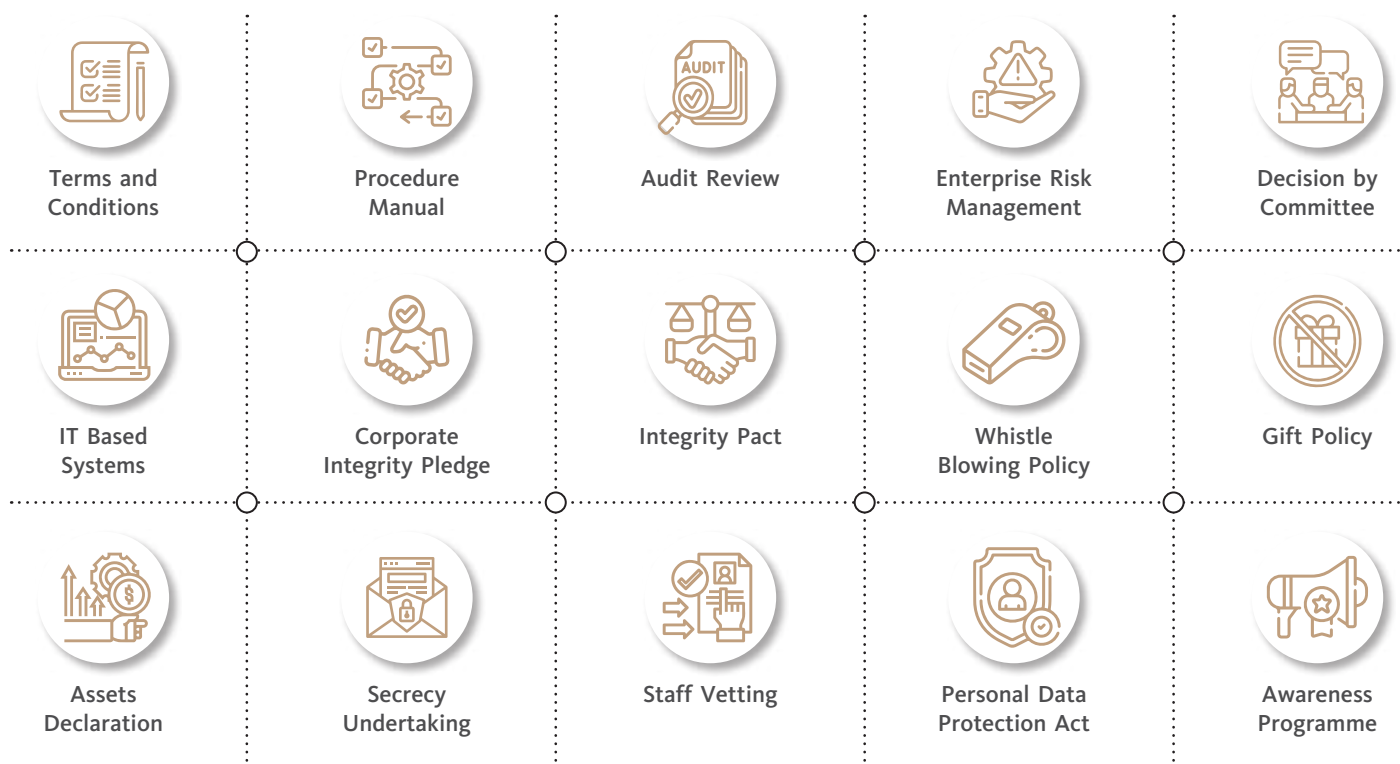 AUDIT
Terms and
Conditions
Procedure
Manual
Audit Review
Enterprise Risk
Management
Decision by
Committee
IT Based
Systems
Corporate
Integrity Pledge
Integrity Pact
Whistle
Blowing Policy
Gift Policy
$
Assets
Declaration
Secrecy
Undertaking
Staff Vetting
Personal Data
Protection Act
Awareness
Programme